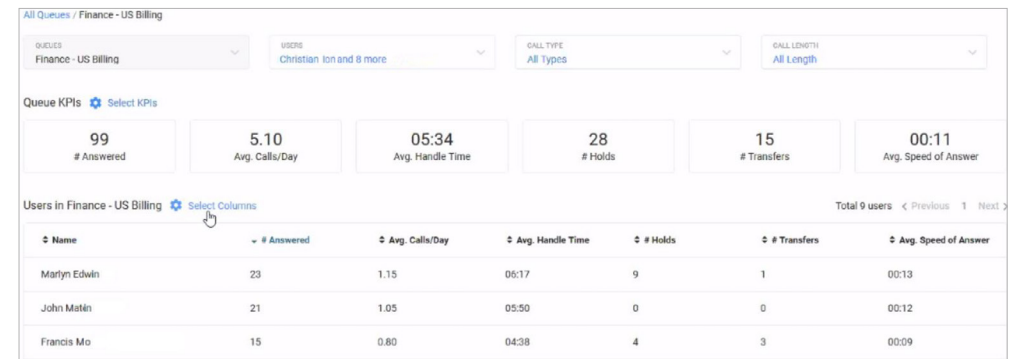 All Queues / Finance - US Billing
QUEUES USERS CALL TYPE CALL LENGTH
Finance - US Billing Christian Ion and 8 more All Types All Length
Queue KPIs Select KPIs
99 5.10 05:34 28 15 00:11
# Answered Avg. Calls/Day Avg. Handle Time # Holds # Transfers Avg. Speed of Answer
Users in Finance - US Billing Select Columns Total 9 users < Previous 1 Next >
Name # Answered Avg. Calls/Day Avg. Handle Time # Holds # Transfers Avg. Speed of Answer
Marlyn Edwin 23 1.15 06:17 9 1 00:13
John Matén 21 1.05 05:50 0 0 00:12
Francis Mo 15 0.80 04:38 4 3 00:09